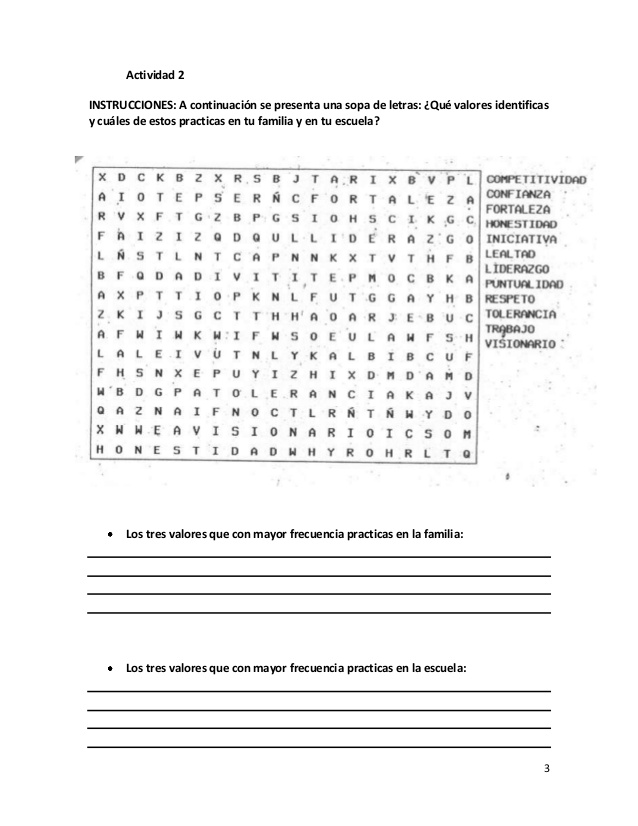 Actividad 2
INSTRUCCIONES: A continuación se presenta una sopa de letras: ¿Qué valores identificas
y cuáles de estos practicas en tu familia y en tu escuela?
X D C K B Z X R S B J T A R I X B V P L
A I O T E P S E R Ñ C F O R T A L E Z A
R V X F T G Z B P G S I O H S C I K G C
F A I Z I Z Q D Q U L L I D E R A Z G O
L Ñ S T L N T C A P N N K X T V T H F B
B F Q D A D I V I T I T E P M O C B K A
A X P T T I O P K N L F U T G G A Y H B
Z K I J S G C T T H H A O A R J E B U C
A F W I W K W I F W S O E U L A W F S H
L A L E I V U T N L Y K A L B I B C U F
F H S N X E P U Y I Z H I X D M D A M D
W B D G P A T O L E R A N C I A K A J V
Q A Z N A I F N O C T L R Ñ T Ñ W Y D O
X W W E A V I S I O N A R I O I C S O M
H O N E S T I D A D W H Y R O H R L T Q
COMPETITIVIDAD
CONFIANZA
FORTALEZA
HONESTIDAD
INICIATIVA
LEALTAD
LIDERAZGO
PUNTUALIDAD
RESPETO
TOLERANCIA
TRABAJO
VISIONARIO
• Los tres valores que con mayor frecuencia practicas en la familia:
• Los tres valores que con mayor frecuencia practicas en la escuela:
3